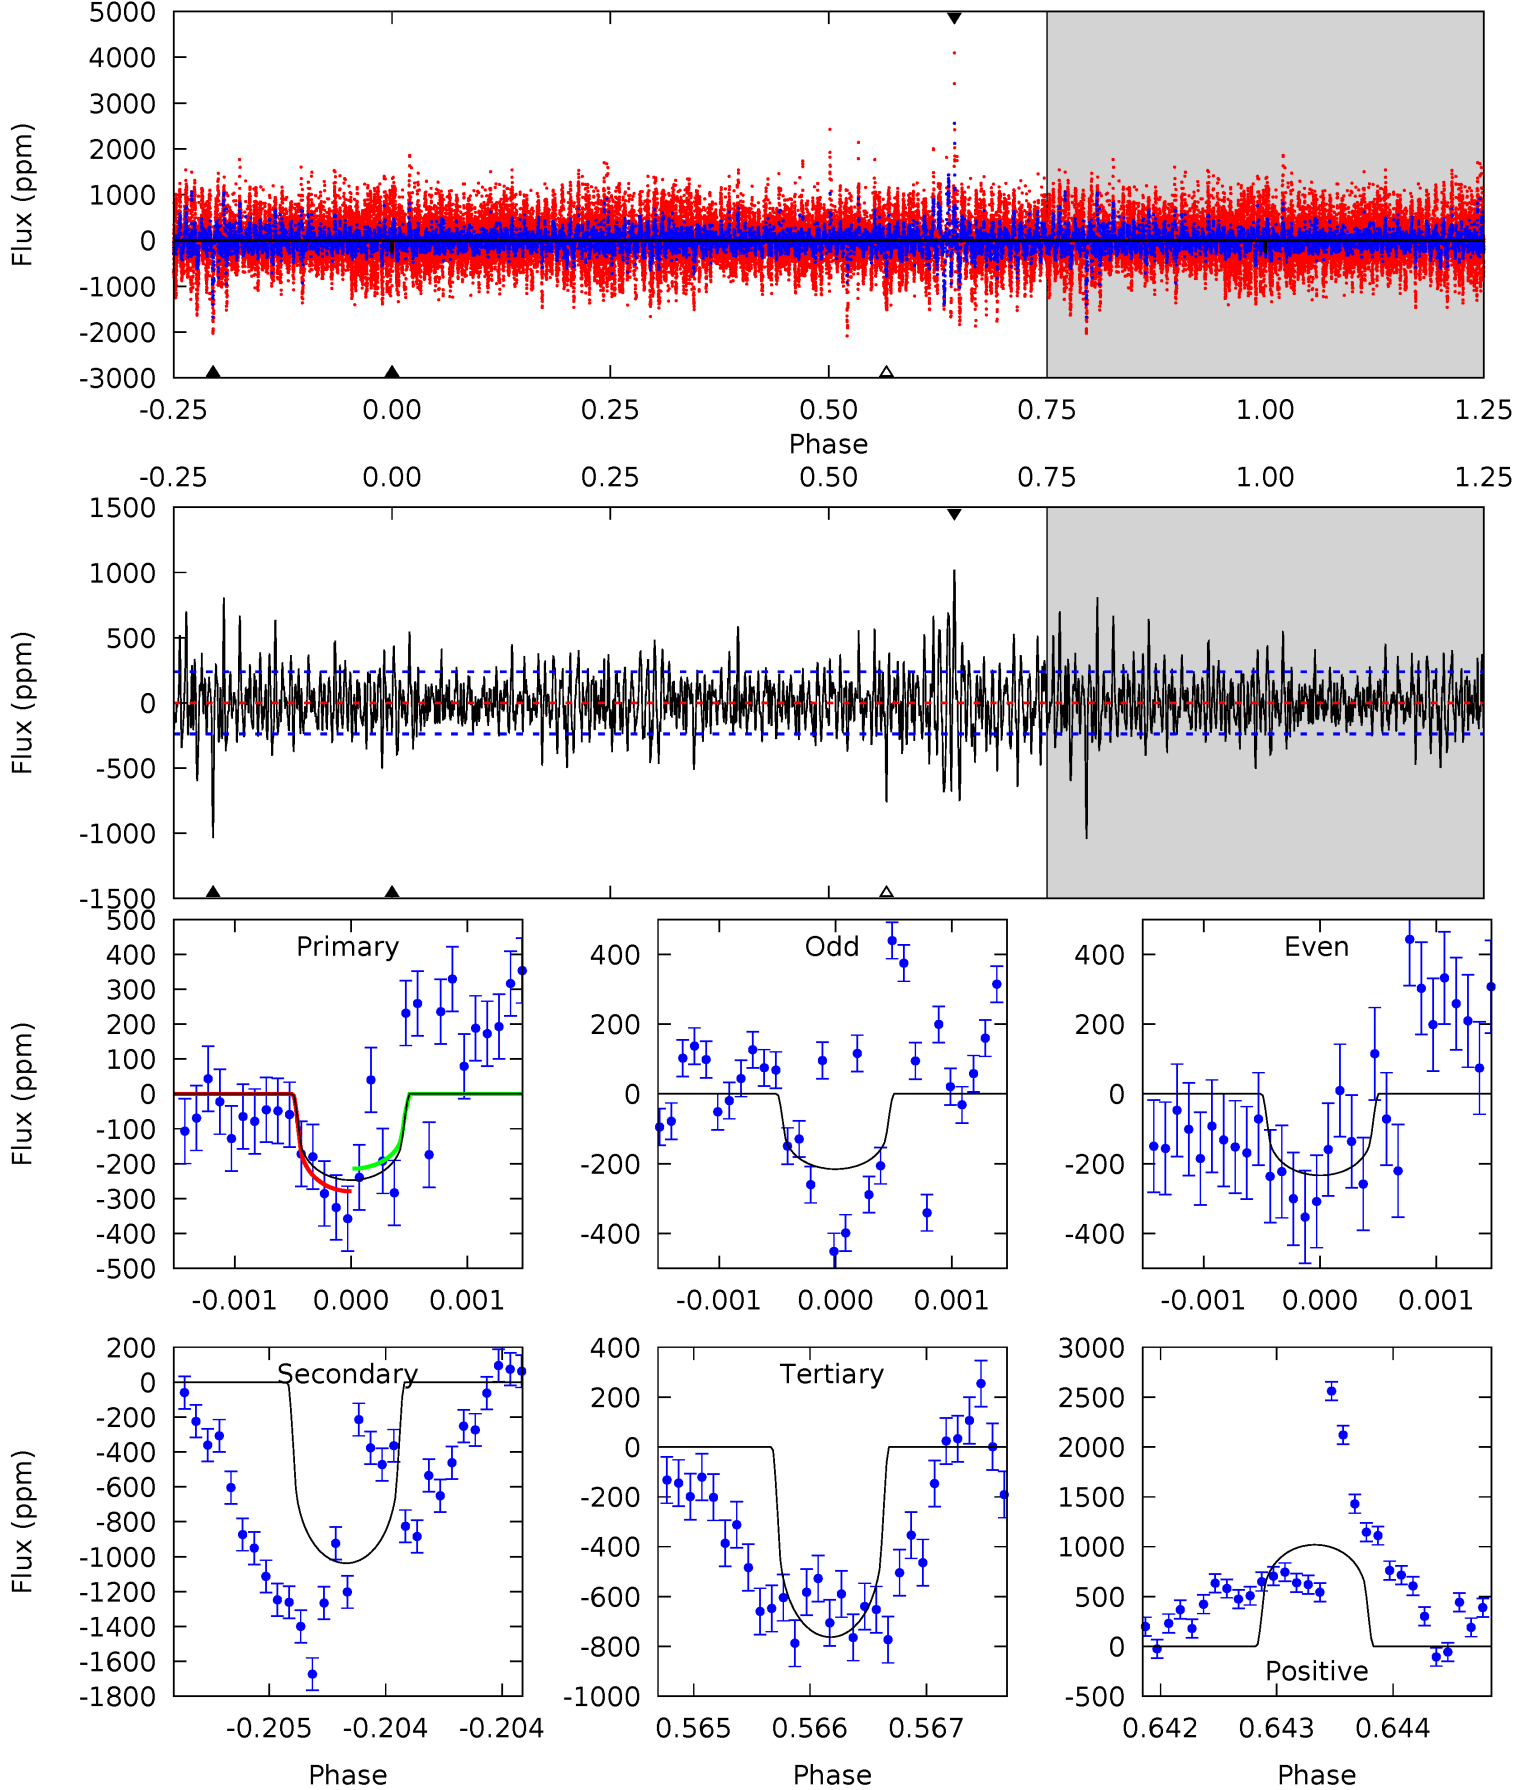 5000
4000
3000
2000
1000
0
-1000
-2000
-3000
Flux (ppm)
-0.25 0.00 0.25 0.50 0.75 1.00 1.25
Phase
-0.25 0.00 0.25 0.50 0.75 1.00 1.25
1500
1000
500
0
-500
-1000
-1500
Flux (ppm)
Primary
500
400
300
200
100
0
-100
-200
-300
-400
-500
Flux (ppm)
-0.001 0.000 0.001
Odd
400
200
0
-200
-400
-0.001 0.000 0.001
Even
400
200
0
-200
-400
-0.001 0.000 0.001
Secondary
200
0
-200
-400
-600
-800
-1000
-1200
-1400
-1600
-1800
Flux (ppm)
-0.205 -0.204 -0.204
Phase
Tertiary
400
200
0
-200
-400
-600
-800
-1000
0.565 0.566 0.567
Phase
3000
2500
2000
1500
1000
500
0
-500
Positive
0.642 0.643 0.644
Phase